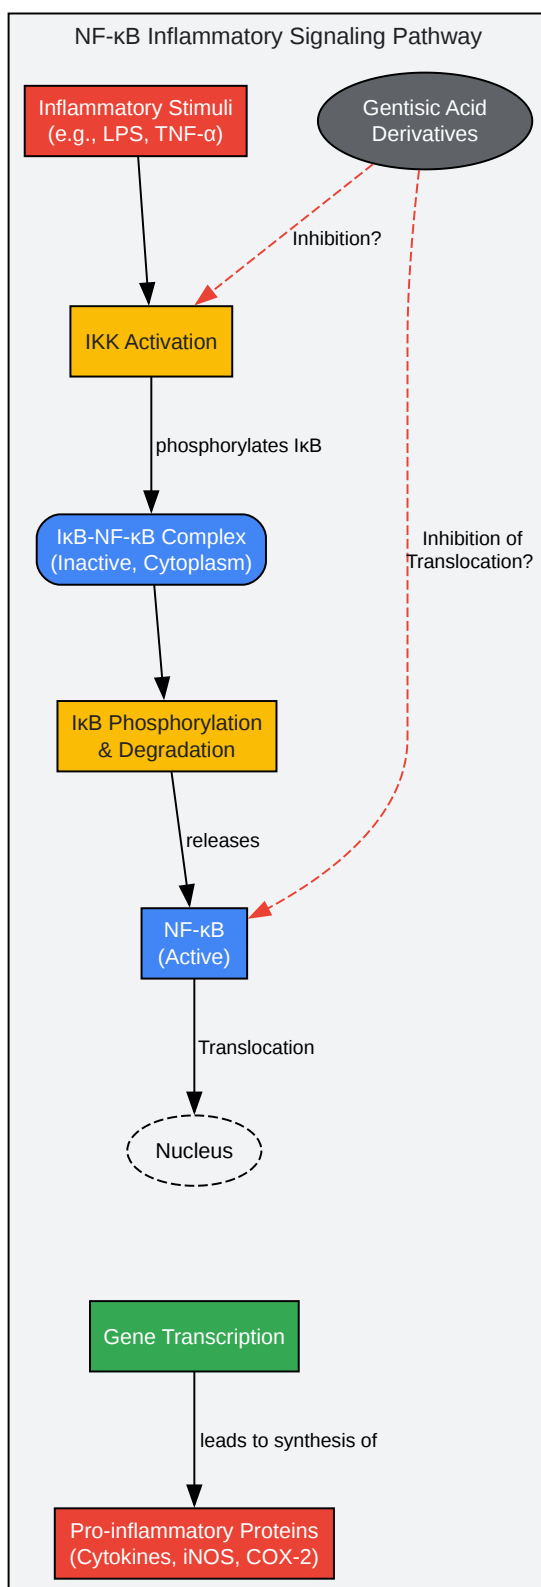 NF-κB Inflammatory Signaling Pathway
Inflammatory Stimuli
(e.g., LPS, TNF-α)
Gentisic Acid
Derivatives
Inhibition?
IKK Activation
phosphorylates IκB
IκB-NF-κB Complex
(Inactive, Cytoplasm)
Inhibition of
Translocation?
IκB Phosphorylation
& Degradation
releases
NF-κB
(Active)
Translocation
Nucleus
Gene Transcription
leads to synthesis of
Pro-inflammatory Proteins
(Cytokines, iNOS, COX-2)